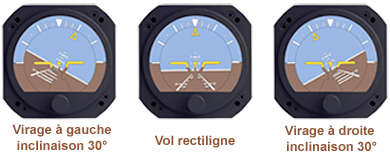 Virage à gauche
inclinaison 30°
Vol rectiligne
Virage à droite
inclinaison 30°